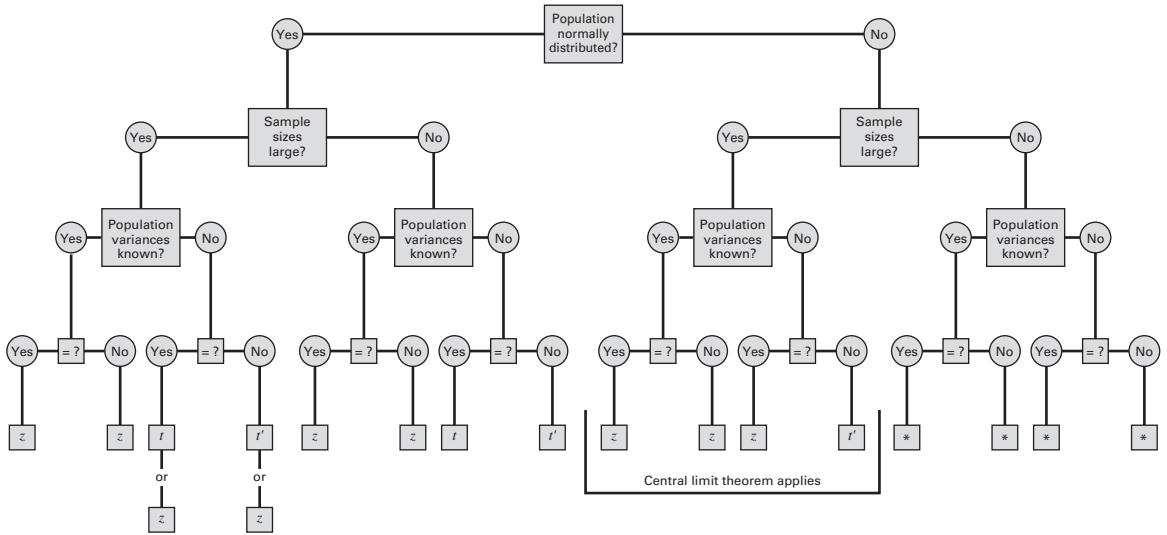 Population
normally
distributed?
Yes
No
Sample
sizes
large?
Yes
No
Sample
sizes
large?
Yes
No
Population
variances
known?
Yes
No
Population
variances
known?
Yes
No
Population
variances
known?
Yes
No
Population
variances
known?
Yes
No
Yes = ? No
Yes = ? No
Yes = ? No
Yes = ? No
Yes = ? No
Yes = ? No
Yes = ? No
Yes = ? No
z z t t′ z z t t′ z z z t′ * * * *
or or
z z
Central limit theorem applies